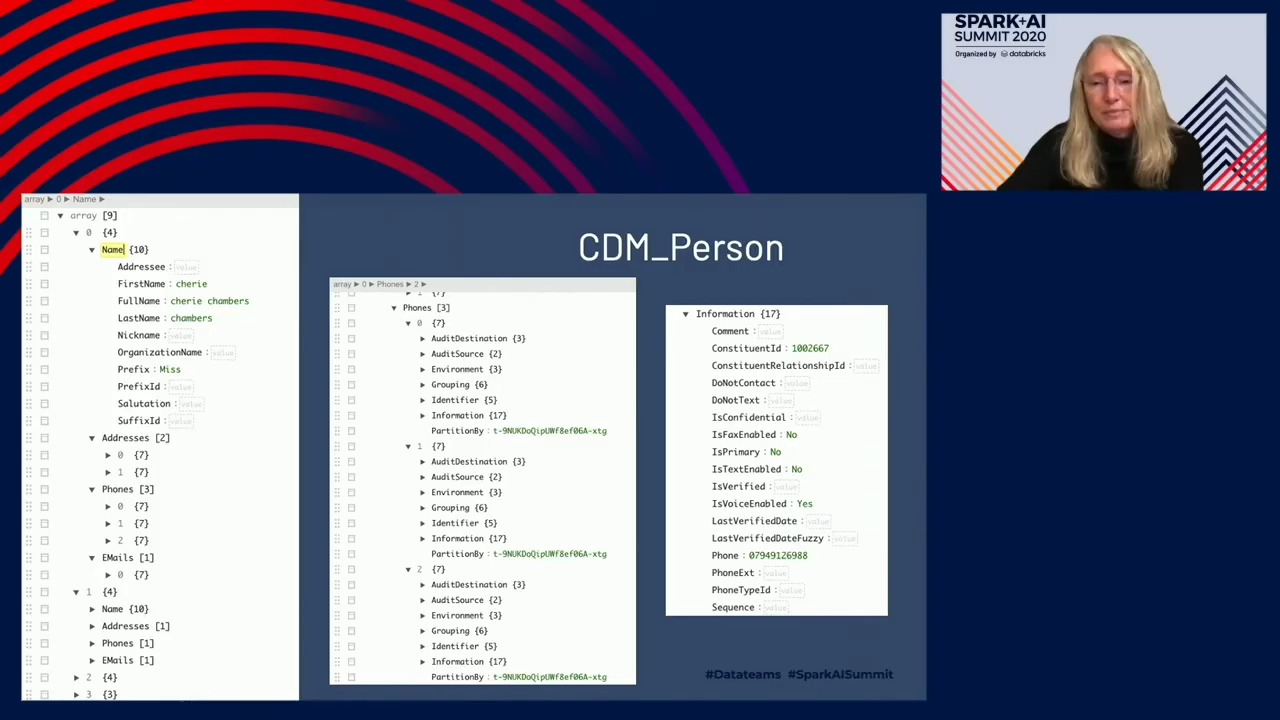 SPARK+AI
SUMMIT 2020
Organized by databricks
array ▶ 0 ▶ Name ▶
array [9]
0 {4}
Name {10}
Addressee : value
FirstName : cherie
FullName : cherie chambers
LastName : chambers
Nickname : value
OrganizationName : value
Prefix : Miss
PrefixId : value
Salutation : value
SuffixId : value
Addresses [2]
0 {7}
1 {7}
Phones [3]
0 {7}
1 {7}
2 {7}
EMails [1]
0 {7}
1 {4}
Name {10}
Addresses [1]
Phones [1]
EMails [1]
2 {4}
3 {3}
CDM_Person
array ▶ 0 ▶ Phones ▶ 2 ▶
1 {7}
Phones [3]
0 {7}
AuditDestination {3}
AuditSource {2}
Environment {3}
Grouping {6}
Identifier {5}
Information {17}
PartitionBy : t-9NUKDoQipUWf8ef06A-xtg
1 {7}
AuditDestination {3}
AuditSource {2}
Environment {3}
Grouping {6}
Identifier {5}
Information {17}
PartitionBy : t-9NUKDoQipUWf8ef06A-xtg
2 {7}
AuditDestination {3}
AuditSource {2}
Environment {3}
Grouping {6}
Identifier {5}
Information {17}
PartitionBy : t-9NUKDoQipUWf8ef06A-xtg
Information {17}
Comment : value
ConstituentId : 1002667
ConstituentRelationshipId : value
DoNotContact : value
DoNotText : value
IsConfidential : value
IsFaxEnabled : No
IsPrimary : No
IsTextEnabled : No
IsVerified : value
IsVoiceEnabled : Yes
LastVerifiedDate : value
LastVerifiedDateFuzzy : value
Phone : 07949126988
PhoneExt : value
PhoneTypeId : value
Sequence : value
#Datateams #SparkAISummit